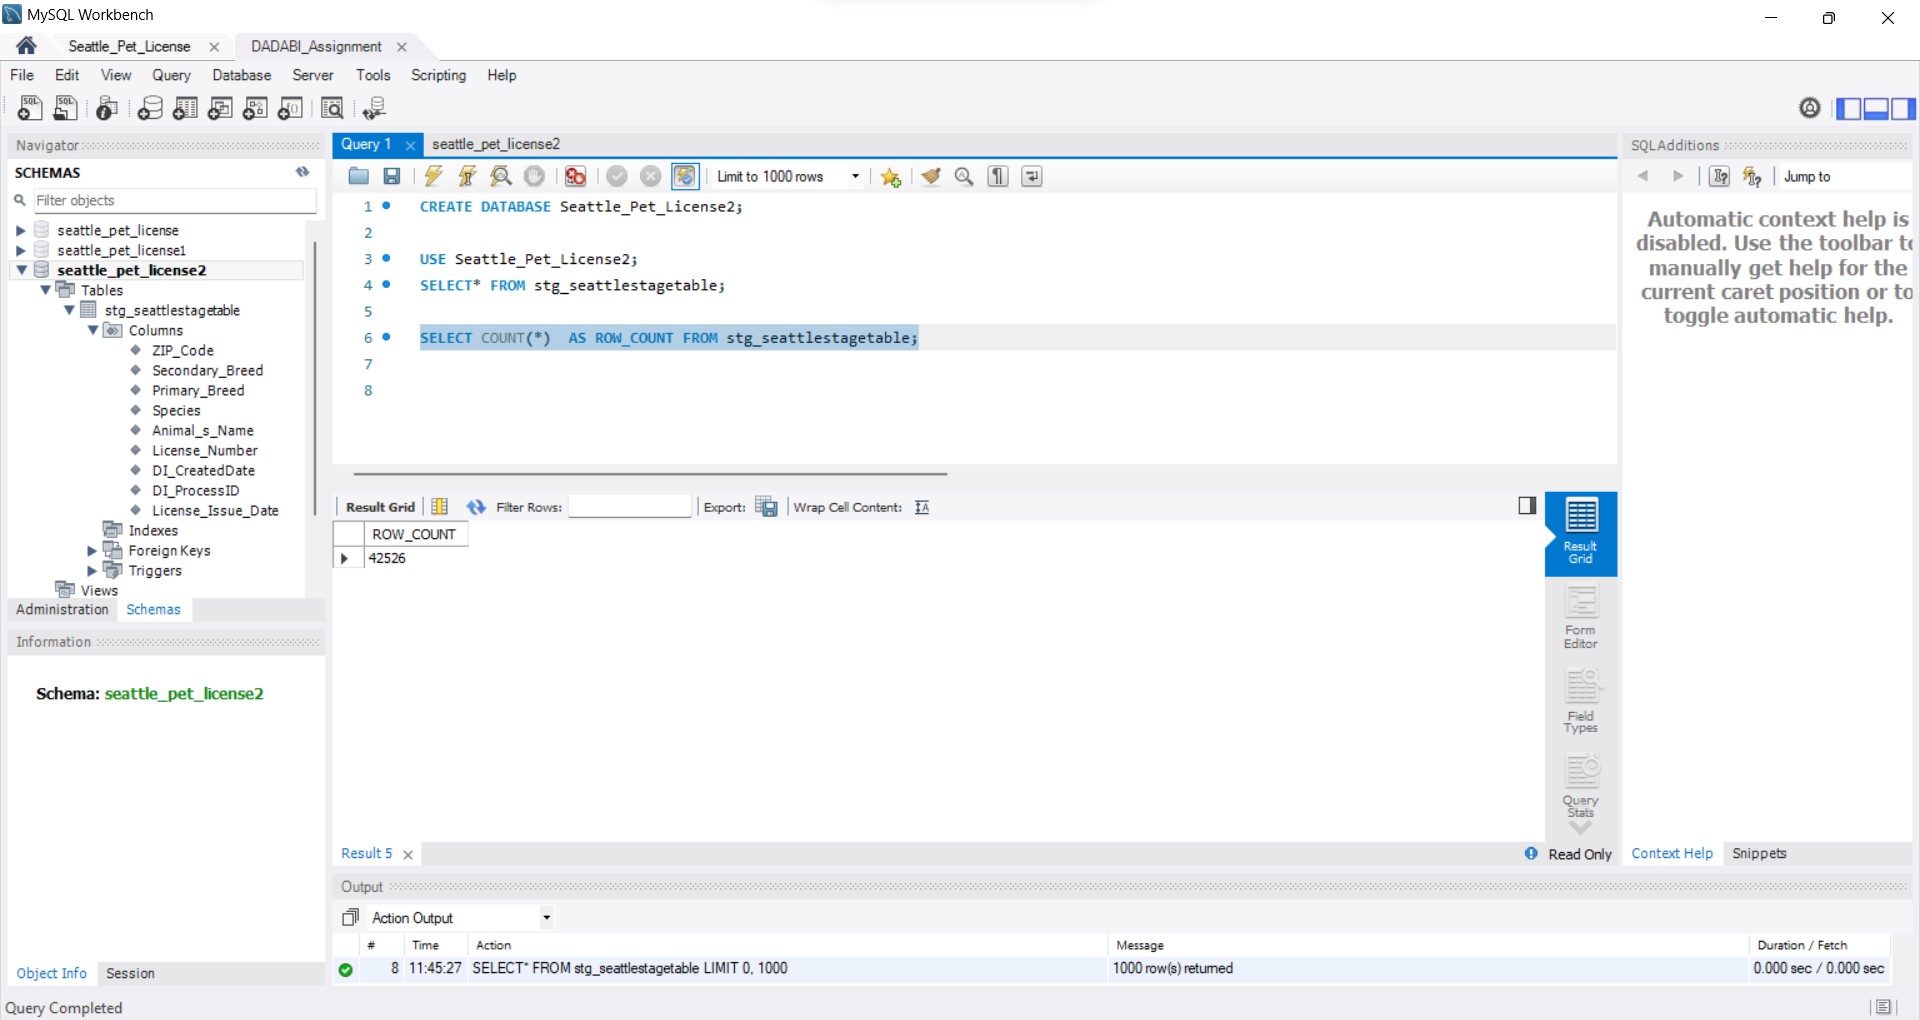 MySQL Workbench
Seattle_Pet_License
DADABI_Assignment
File Edit View Query Database Server Tools Scripting Help
Navigator
SCHEMAS
Filter objects
seattle_pet_license
seattle_pet_license1
seattle_pet_license2
Tables
stg_seattlestagetable
Columns
ZIP_Code
Secondary_Breed
Primary_Breed
Species
Animal_s_Name
License_Number
DI_CreatedDate
DI_ProcessID
License_Issue_Date
Indexes
Foreign Keys
Triggers
Views
Administration Schemas
Information
Schema: seattle_pet_license2
Object Info Session
Query 1 seattle_pet_license2
Limit to 1000 rows
1 CREATE DATABASE Seattle_Pet_License2;
2
3 USE Seattle_Pet_License2;
4 SELECT* FROM stg_seattlestagetable;
5
6 SELECT COUNT(*) AS ROW_COUNT FROM stg_seattlestagetable;
7
8
Result Grid Filter Rows: Export: Wrap Cell Content:
ROW_COUNT
42526
Result
Grid
Form
Editor
Field
Types
Query
Stats
Result 5
Read Only
SQLAdditions
Jump to
Automatic context help is
disabled. Use the toolbar t
manually get help for the
current caret position or to
toggle automatic help.
Context Help Snippets
Output
Action Output
# Time Action Message Duration / Fetch
8 11:45:27 SELECT* FROM stg_seattlestagetable LIMIT 0, 1000 1000 row(s) returned 0.000 sec / 0.000 sec
Query Completed